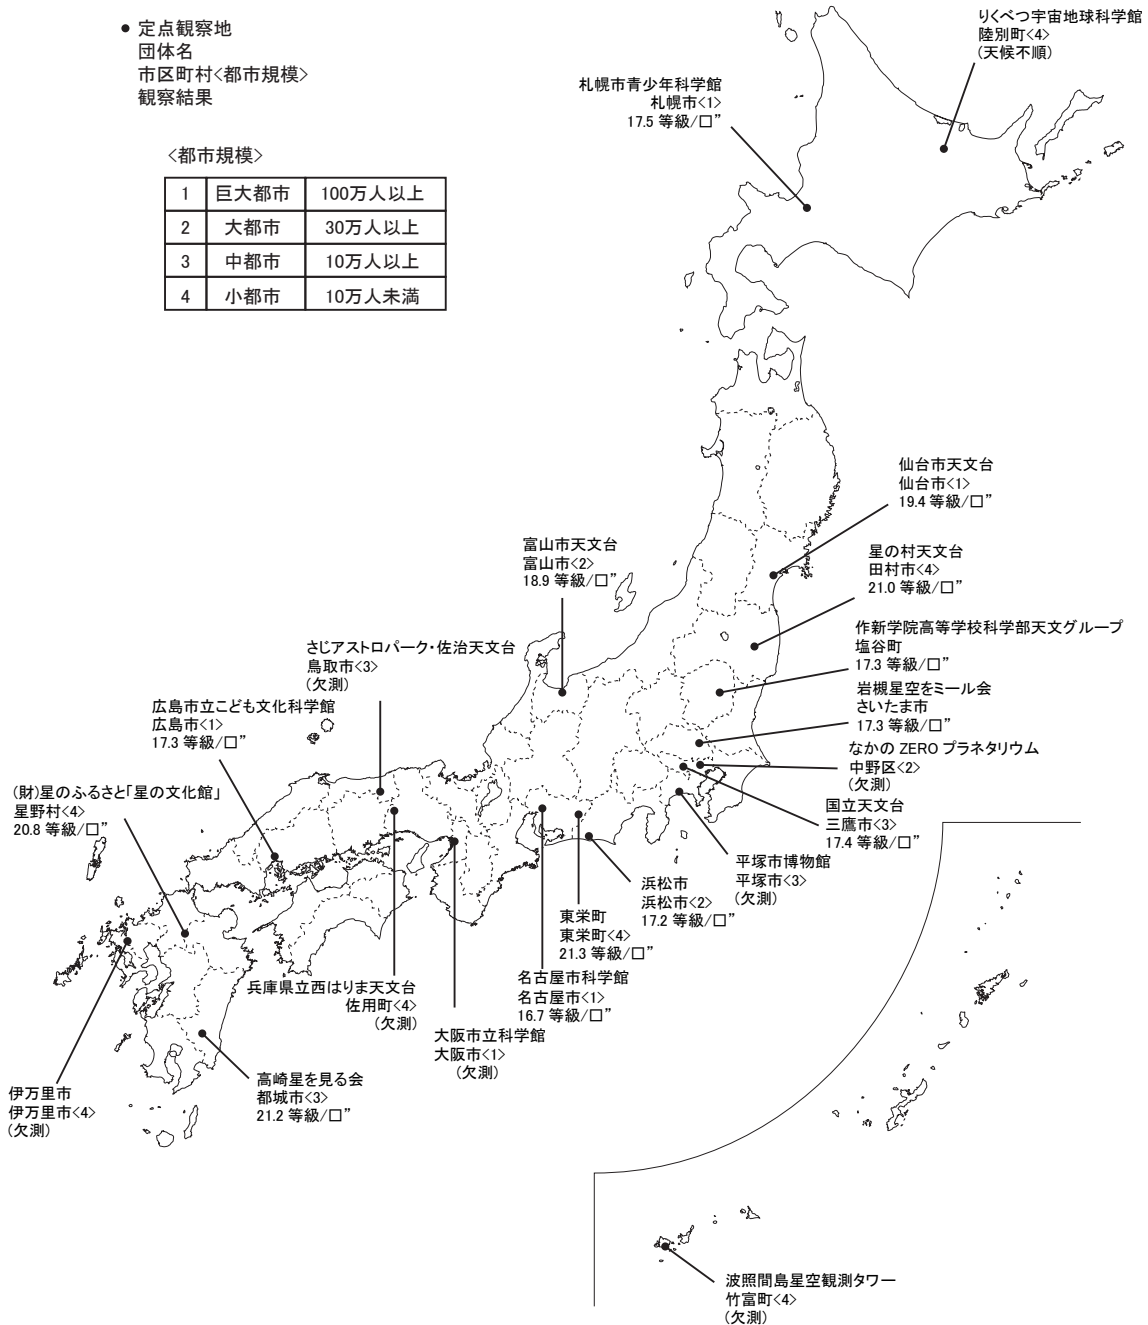 ● 定点観察地
団体名
市区町村<都市規模>
観察結果
<都市規模>
1 巨大都市 100万人以上
2 大都市 30万人以上
3 中都市 10万人以上
4 小都市 10万人未満
りくべつ宇宙地球科学館
陸別町<4>
(天候不順)
札幌市青少年科学館
札幌市<1>
17.5 等級/□”
仙台市天文台
仙台市<1>
19.4 等級/□”
星の村天文台
田村市<4>
21.0 等級/□”
富山市天文台
富山市<2>
18.9 等級/□”
作新学院高等学校科学部天文グループ
塩谷町
17.3 等級/□”
岩槻星空をミール会
さいたま市
17.3 等級/□”
なかの ZERO プラネタリウム
中野区<2>
(欠測)
国立天文台
三鷹市<3>
17.4 等級/□”
平塚市博物館
平塚市<3>
(欠測)
さじアストロパーク・佐治天文台
鳥取市<3>
(欠測)
広島市立こども文化科学館
広島市<1>
17.3 等級/□”
(財)星のふるさと「星の文化館」
星野村<4>
20.8 等級/□”
浜松市
浜松市<2>
17.2 等級/□”
東栄町
東栄町<4>
21.3 等級/□”
名古屋市科学館
名古屋市<1>
16.7 等級/□”
兵庫県立西はりま天文台
佐用町<4>
(欠測)
大阪市立科学館
大阪市<1>
(欠測)
高崎星を見る会
都城市<3>
21.2 等級/□”
伊万里市
伊万里市<4>
(欠測)
波照間島星空観測タワー
竹富町<4>
(欠測)